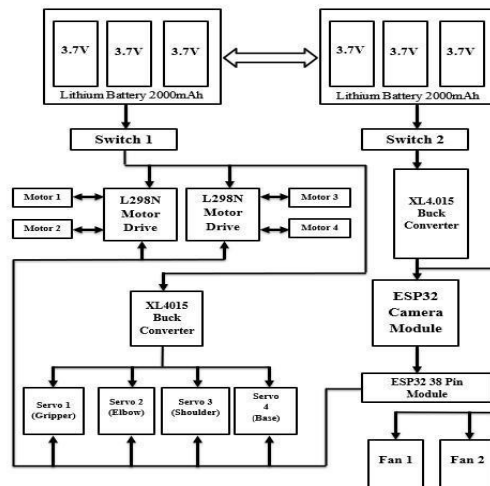 3.7V
3.7V
3.7V
Lithium Battery 2000mAh
3.7V
3.7V
3.7V
Lithium Battery 2000mAh
Switch 1
Switch 2
Motor 1
Motor 2
L298N
Motor
Drive
L298N
Motor
Drive
Motor 3
Motor 4
XL4.015
Buck
Converter
XL4015
Buck
Converter
ESP32
Camera
Module
ESP32 38 Pin
Module
Servo 1
(Gripper)
Servo 2
(Elbow)
Servo 3
(Shoulder)
Servo
4
(Base)
Fan 1
Fan 2